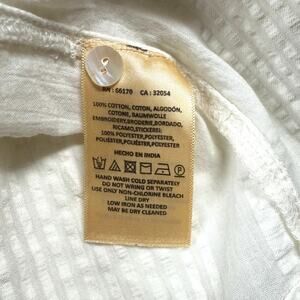 RN : 66170 CA : 32054
100% COTTON, COTON, ALGODÓN,
COTONE, BAUMWOLLE
EMBROIDERY, BRODERIE, BORDADO,
RICAMO, STICKEREI:
100% POLYESTER, POLYESTER,
POLIÉSTER, POLIESTERE, POLYESTER
HECHO EN INDIA
HAND WASH COLD SEPARATELY
DO NOT WRING OR TWIST
USE ONLY NON-CHLORINE BLEACH
LINE DRY
LOW IRON AS NEEDED
MAY BE DRY CLEANED